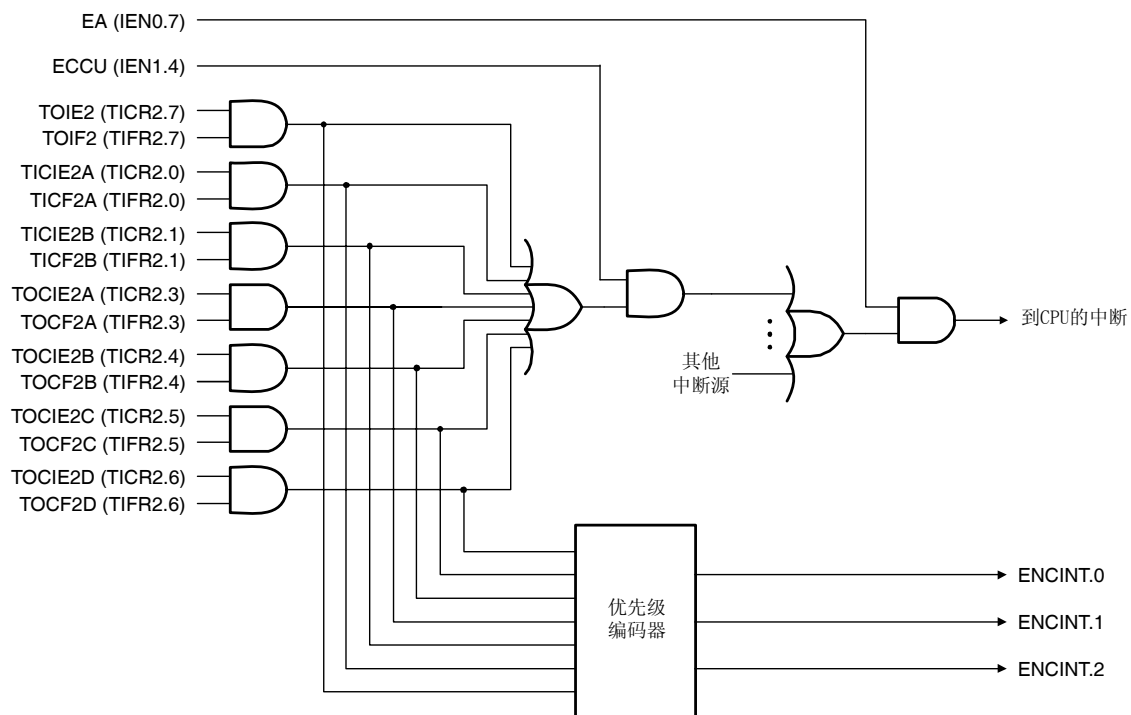 EA (IEN0.7)
ECCU (IEN1.4)
TOIE2 (TICR2.7)
TOIF2 (TIFR2.7)
TICIE2A (TICR2.0)
TICF2A (TIFR2.0)
TICIE2B (TICR2.1)
TICF2B (TIFR2.1)
TOCIE2A (TICR2.3)
TOCF2A (TIFR2.3)
TOCIE2B (TICR2.4)
TOCF2B (TIFR2.4)
TOCIE2C (TICR2.5)
TOCF2C (TIFR2.5)
TOCIE2D (TICR2.6)
TOCF2D (TIFR2.6)
其他
中断源
到CPU的中断
优先级
编码器
ENCINT.0
ENCINT.1
ENCINT.2